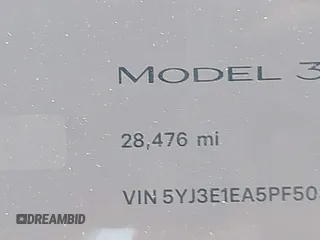 MODEL 3
28,476 mi
VIN 5YJ3E1EA5PF50
DREAMBID